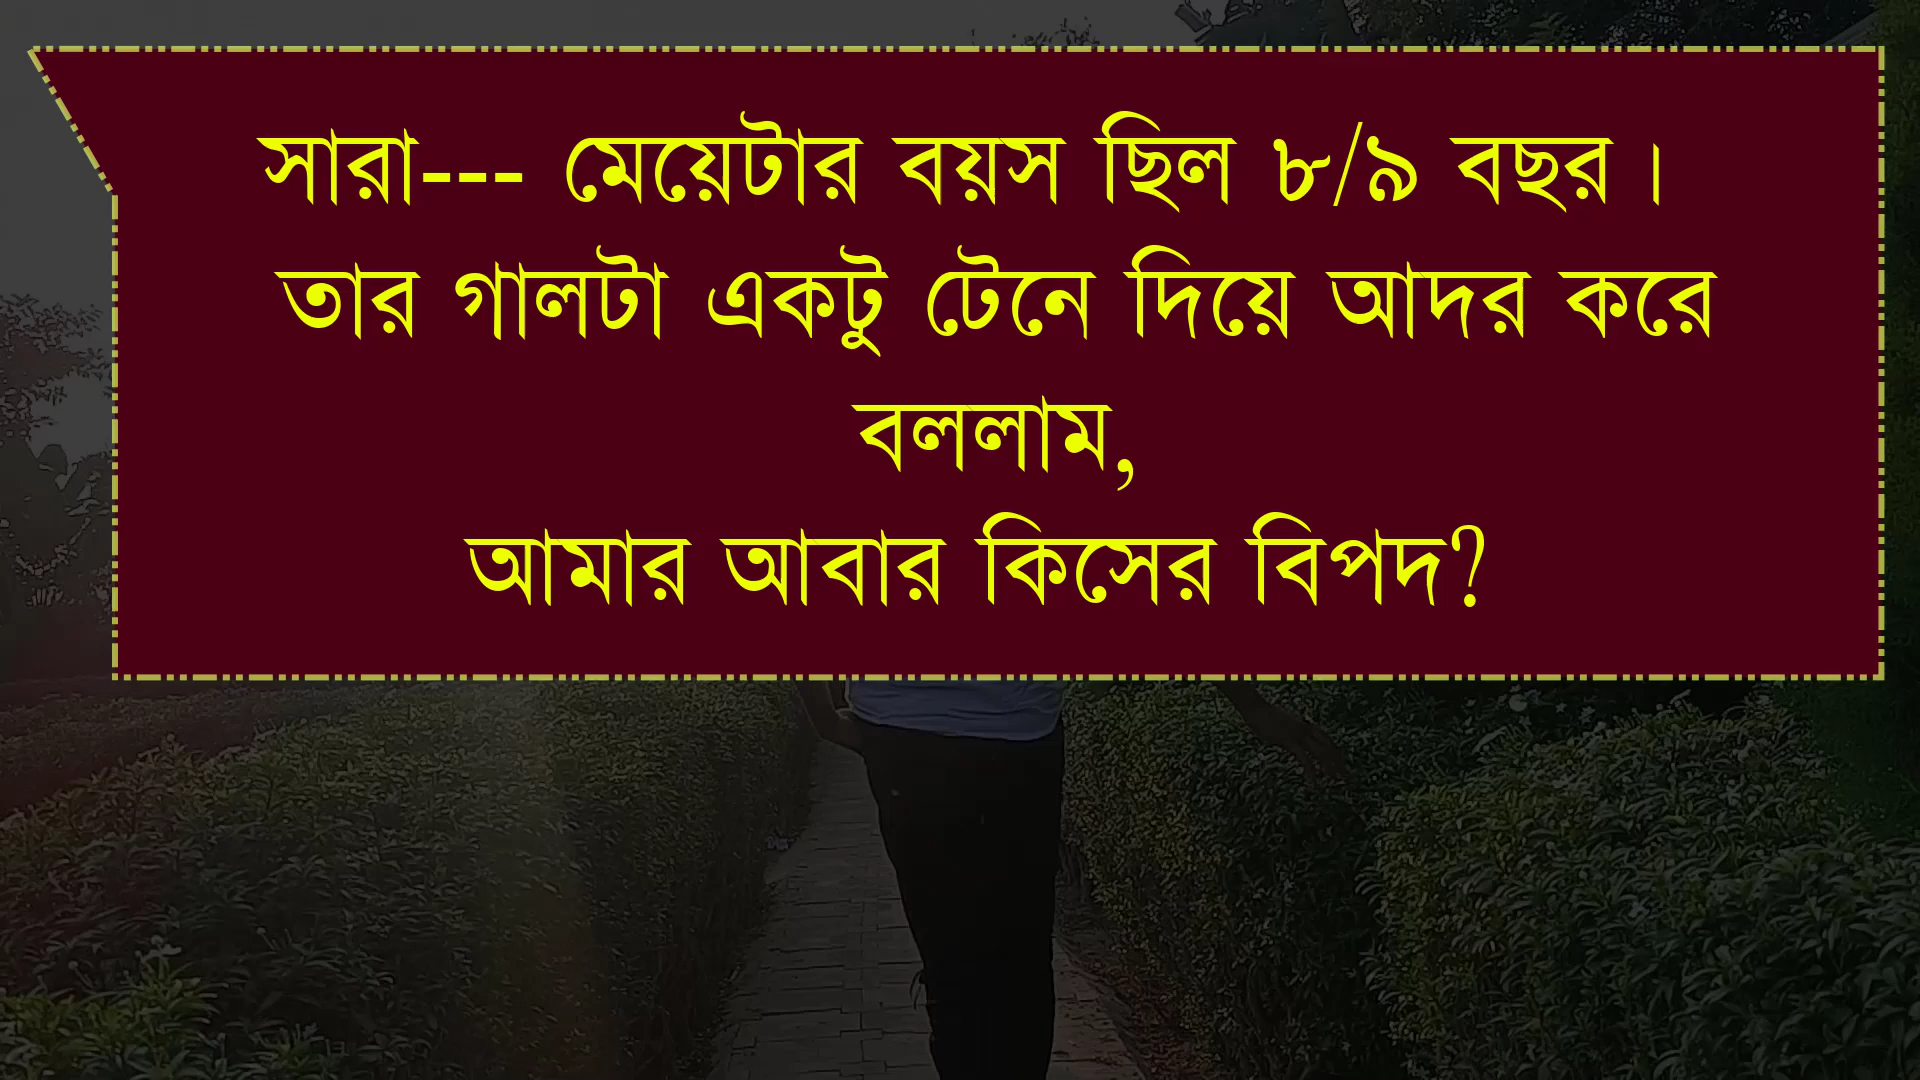 সারা--- মেয়েটার বয়স ছিল ৮/৯ বছর।
তার গালটা একটু টেনে দিয়ে আদর করে
বললাম,
আমার আবার কিসের বিপদ?